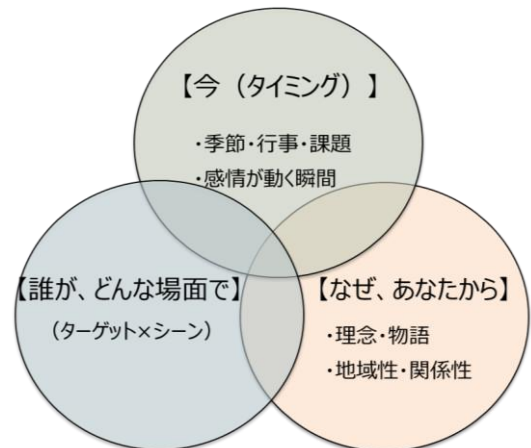 【今（タイミング）】
・季節・行事・課題
・感情が動く瞬間
【誰が、どんな場面で】
（ターゲット×シーン）
【なぜ、あなたから】
・理念・物語
・地域性・関係性